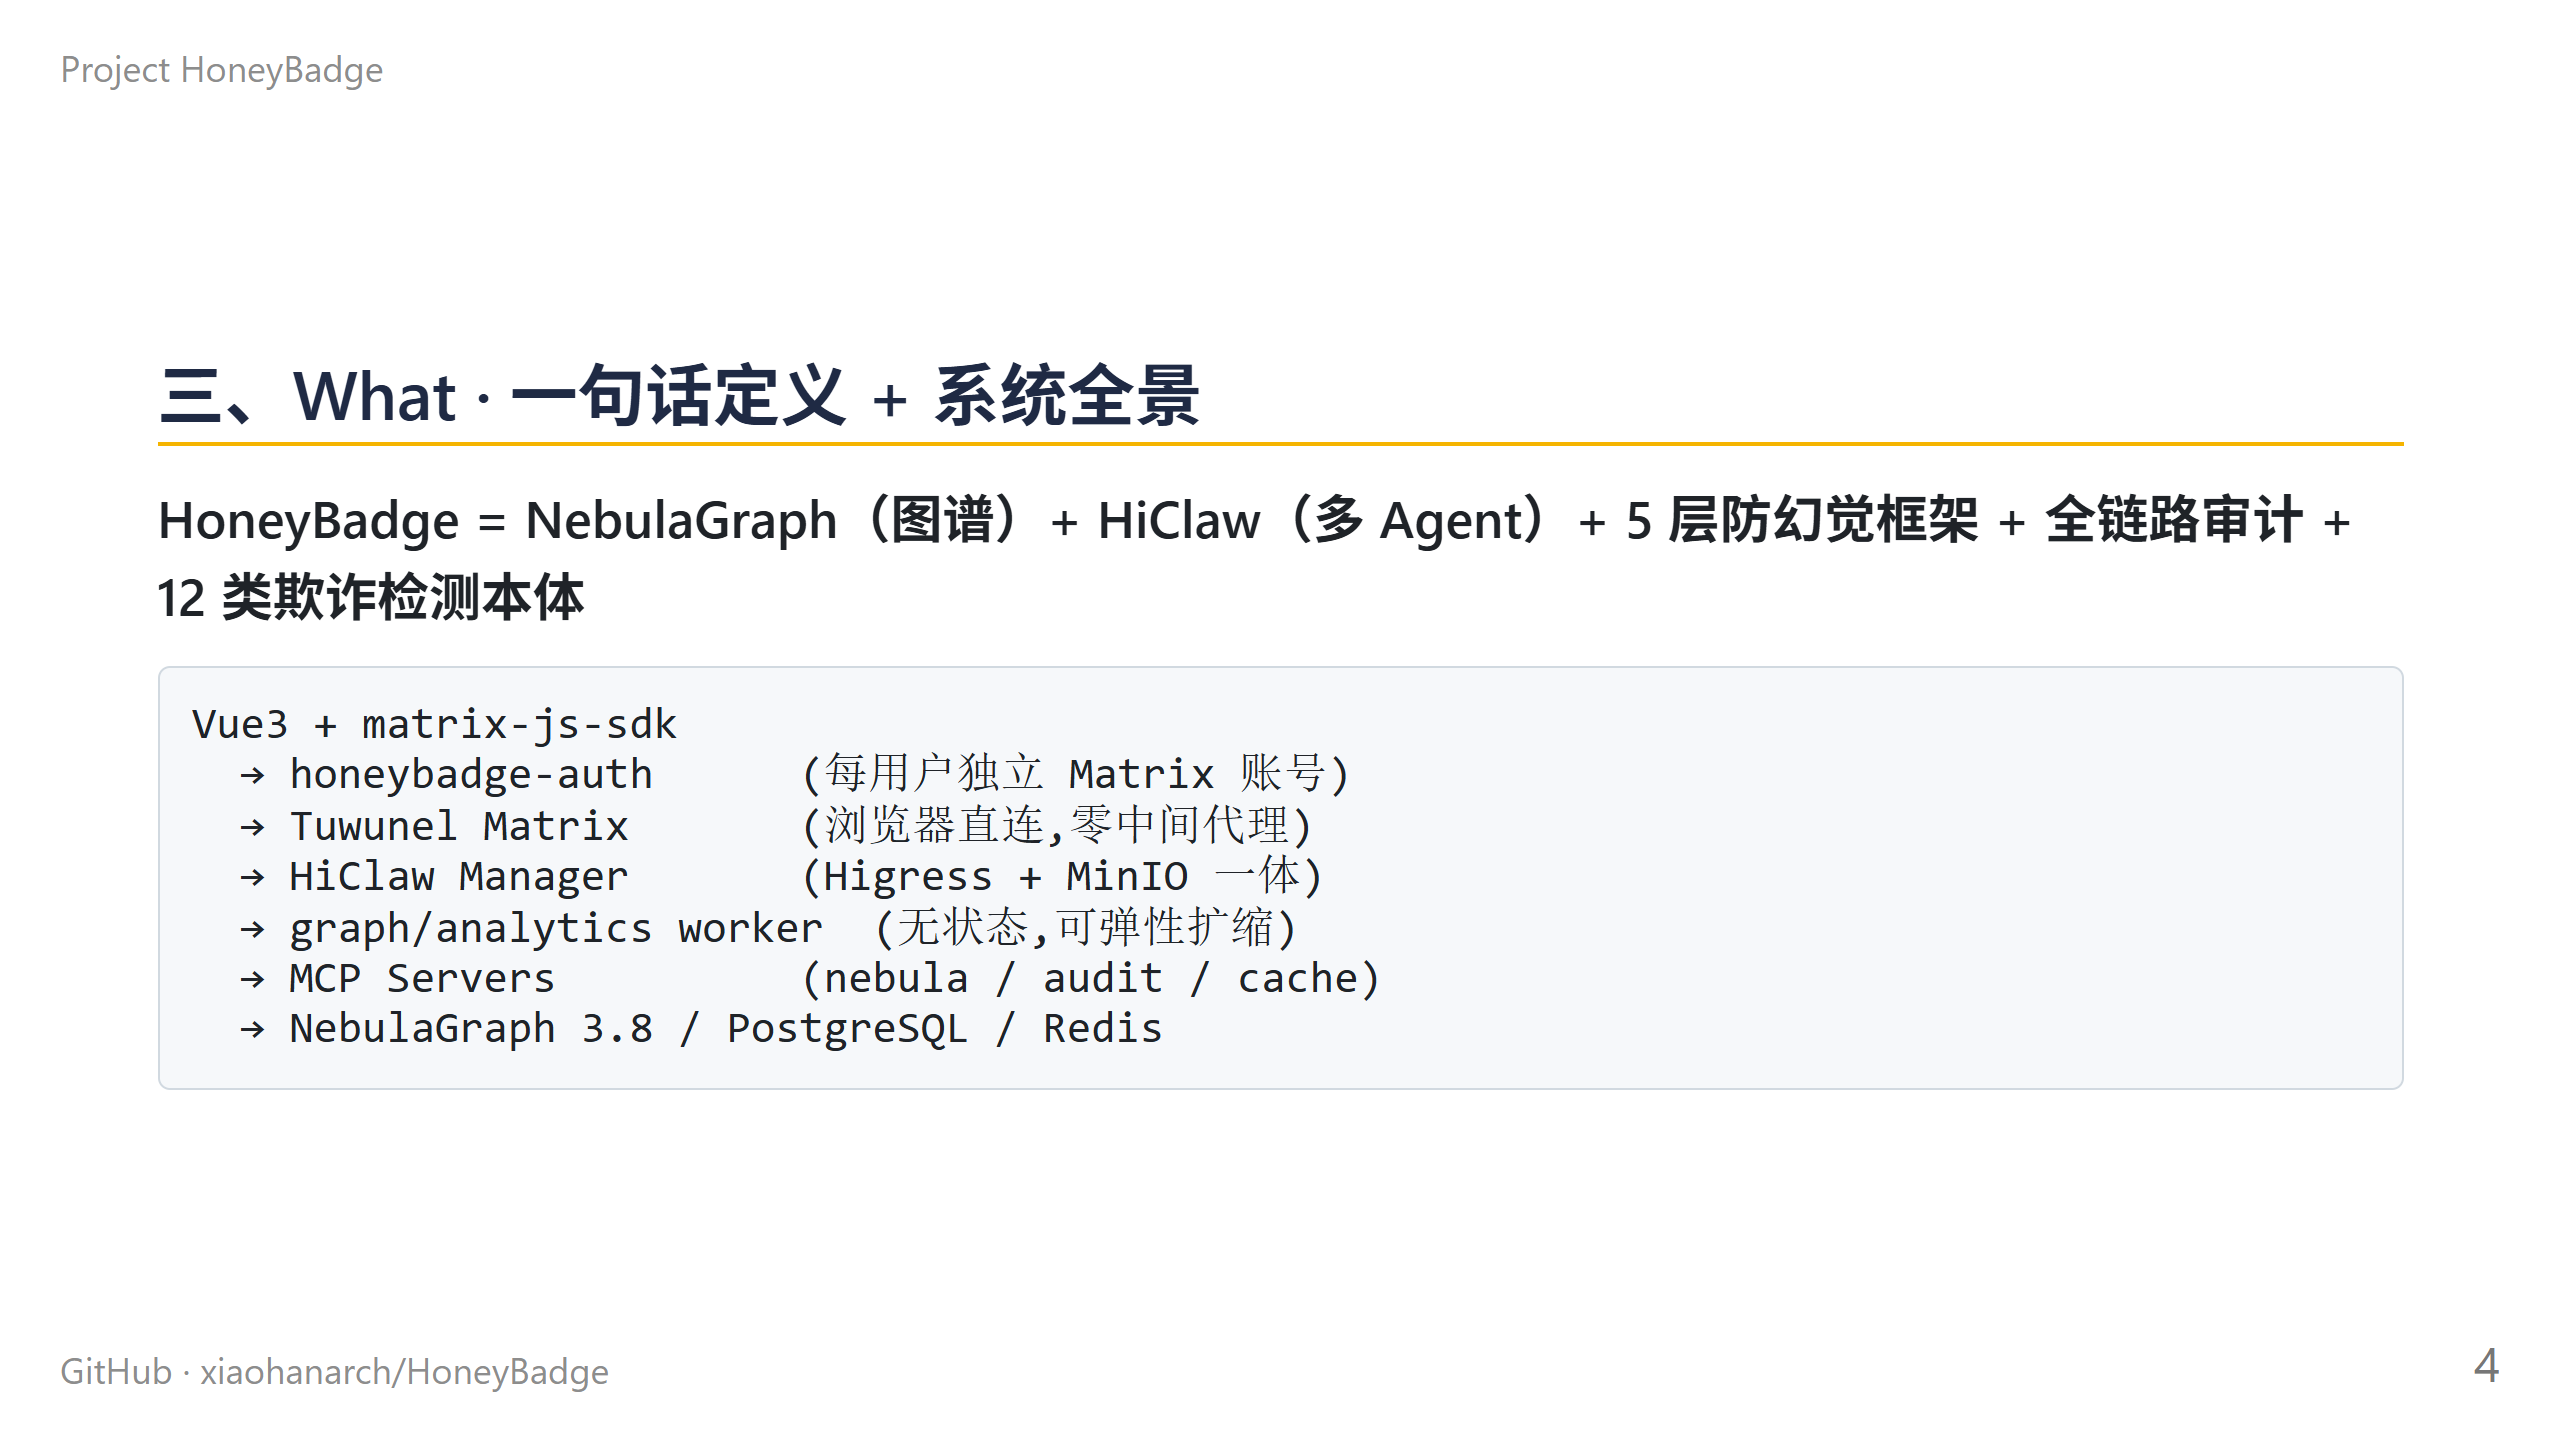 Project HoneyBadge
三、What · 一句话定义 + 系统全景
HoneyBadge = NebulaGraph（图谱）+ HiClaw（多 Agent）+ 5 层防幻觉框架 + 全链路审计 +
12 类欺诈检测本体
Vue3 + matrix-js-sdk
→ honeybadge-auth (每用户独立 Matrix 账号)
→ Tuwunel Matrix (浏览器直连,零中间代理)
→ HiClaw Manager (Higress + MinIO 一体)
→ graph/analytics worker (无状态,可弹性扩缩)
→ MCP Servers (nebula / audit / cache)
→ NebulaGraph 3.8 / PostgreSQL / Redis
GitHub · xiaohanarch/HoneyBadge
4